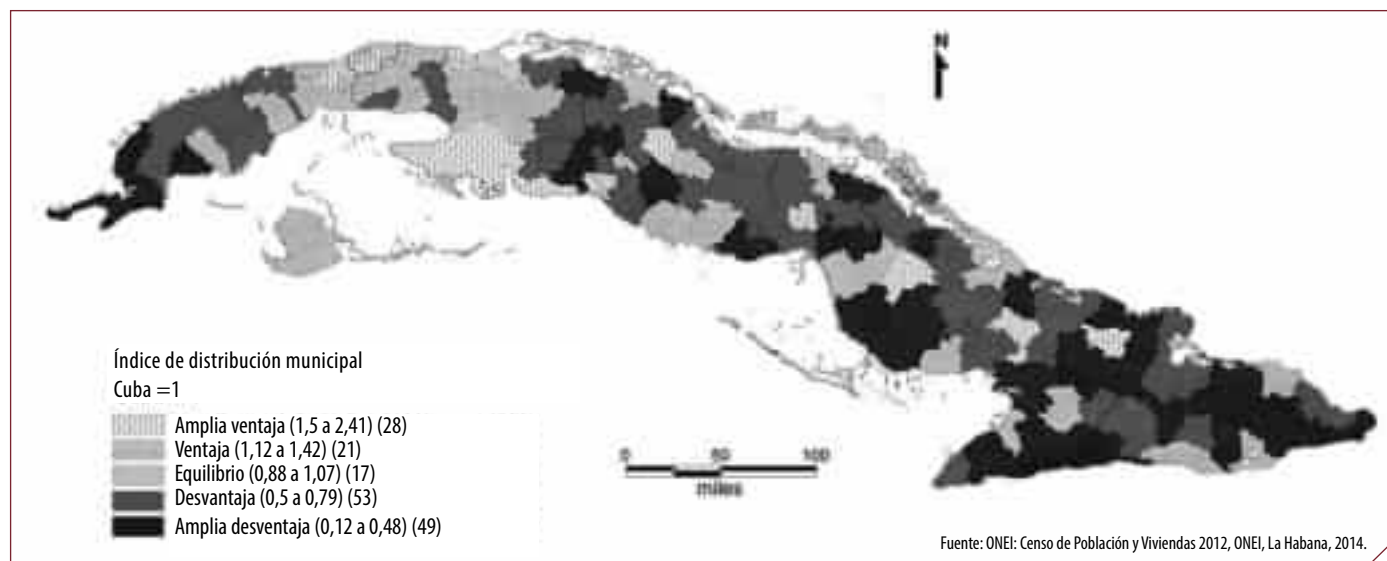 N
Índice de distribución municipal
Cuba =1
Amplia ventaja (1,5 a 2,41) (28)
Ventaja (1,12 a 1,42) (21)
Equilibrio (0,88 a 1,07) (17)
Desvantaja (0,5 a 0,79) (53)
Amplia desventaja (0,12 a 0,48) (49)
0 50 100
miles
Fuente: ONEI: Censo de Población y Viviendas 2012, ONEI, La Habana, 2014.